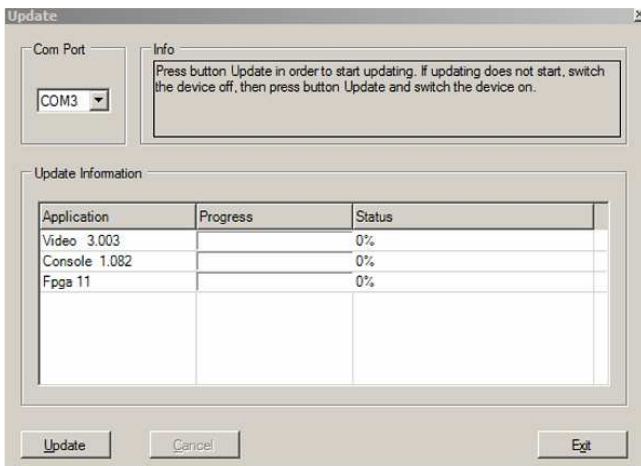 Update
Com Port
Info
Press button Update in order to start updating. If updating does not start, switch
the device off, then press button Update and switch the device on.
COM3
Update Information
Application Progress Status
Video 3.003 0%
Console 1.082 0%
Fpga 11 0%
Update Cancel Exit